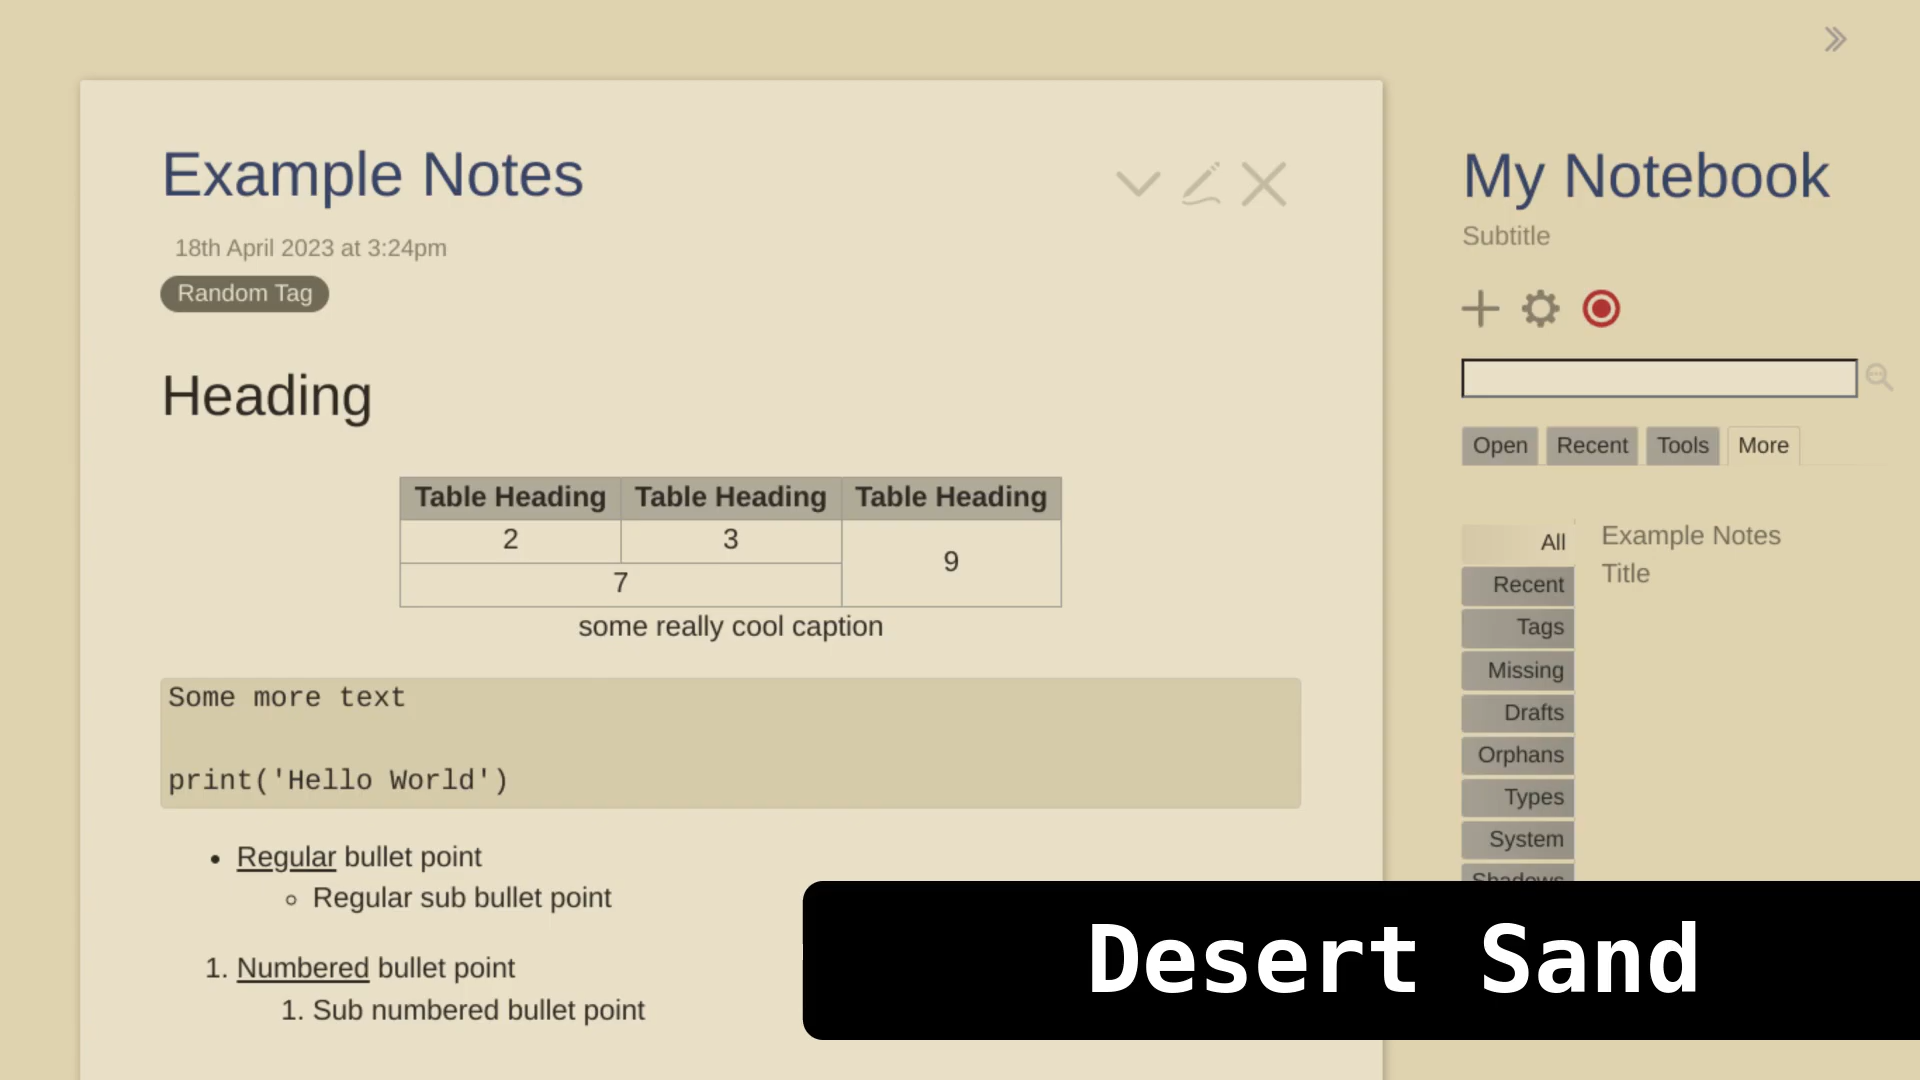 Example Notes
18th April 2023 at 3:24pm
Random Tag
Heading
Table Heading Table Heading Table Heading
2 3 9
7
some really cool caption
Some more text
print('Hello World')
• Regular bullet point
◦ Regular sub bullet point
1. Numbered bullet point
1. Sub numbered bullet point
My Notebook
Subtitle
Open Recent Tools More
All
Recent
Tags
Missing
Drafts
Orphans
Types
System
Shadows
Example Notes
Title
Desert Sand